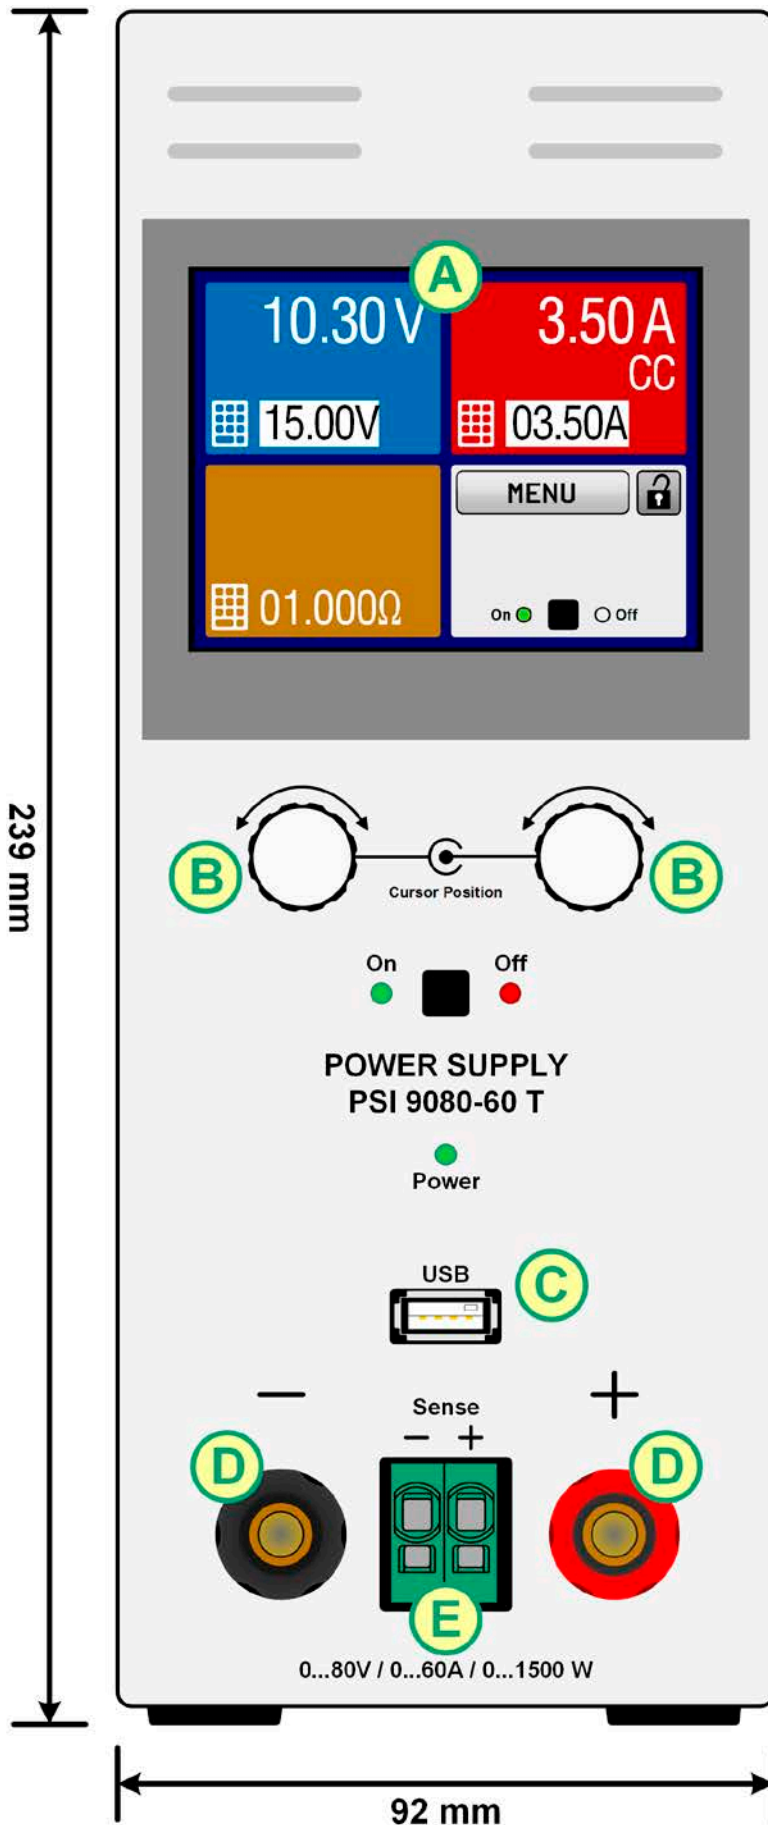 A
10.30 V
3.50 A
CC
15.00V
03.50A
MENU
01.000Ω
On
Off
239 mm
B
B
Cursor Position
On
Off
POWER SUPPLY
PSI 9080-60 T
Power
USB
C
− +
Sense
− +
D
D
E
0...80V / 0...60A / 0...1500 W
92 mm